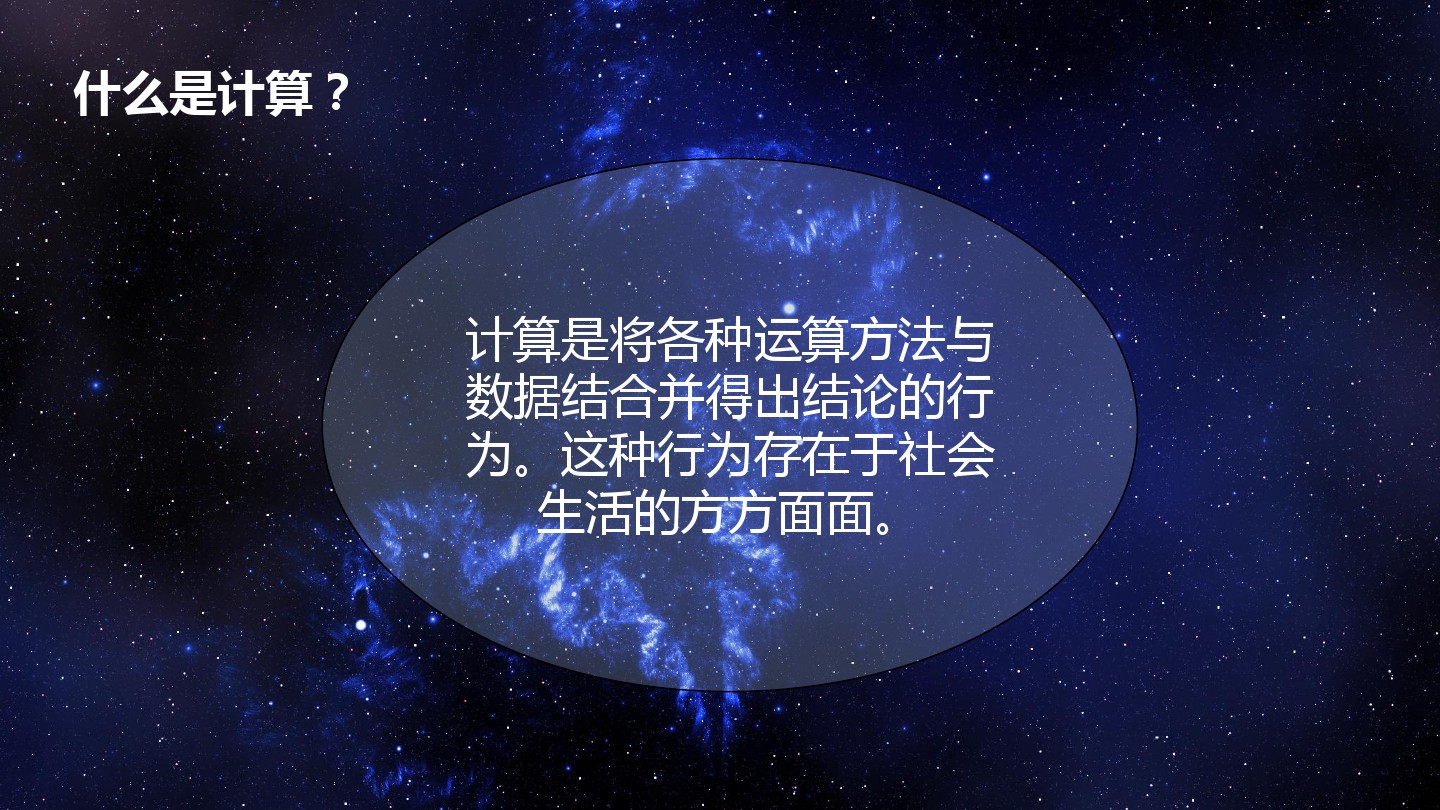 什么是计算？
计算是将各种运算方法与
数据结合并得出结论的行
为。这种行为存在于社会
生活的方方面面。